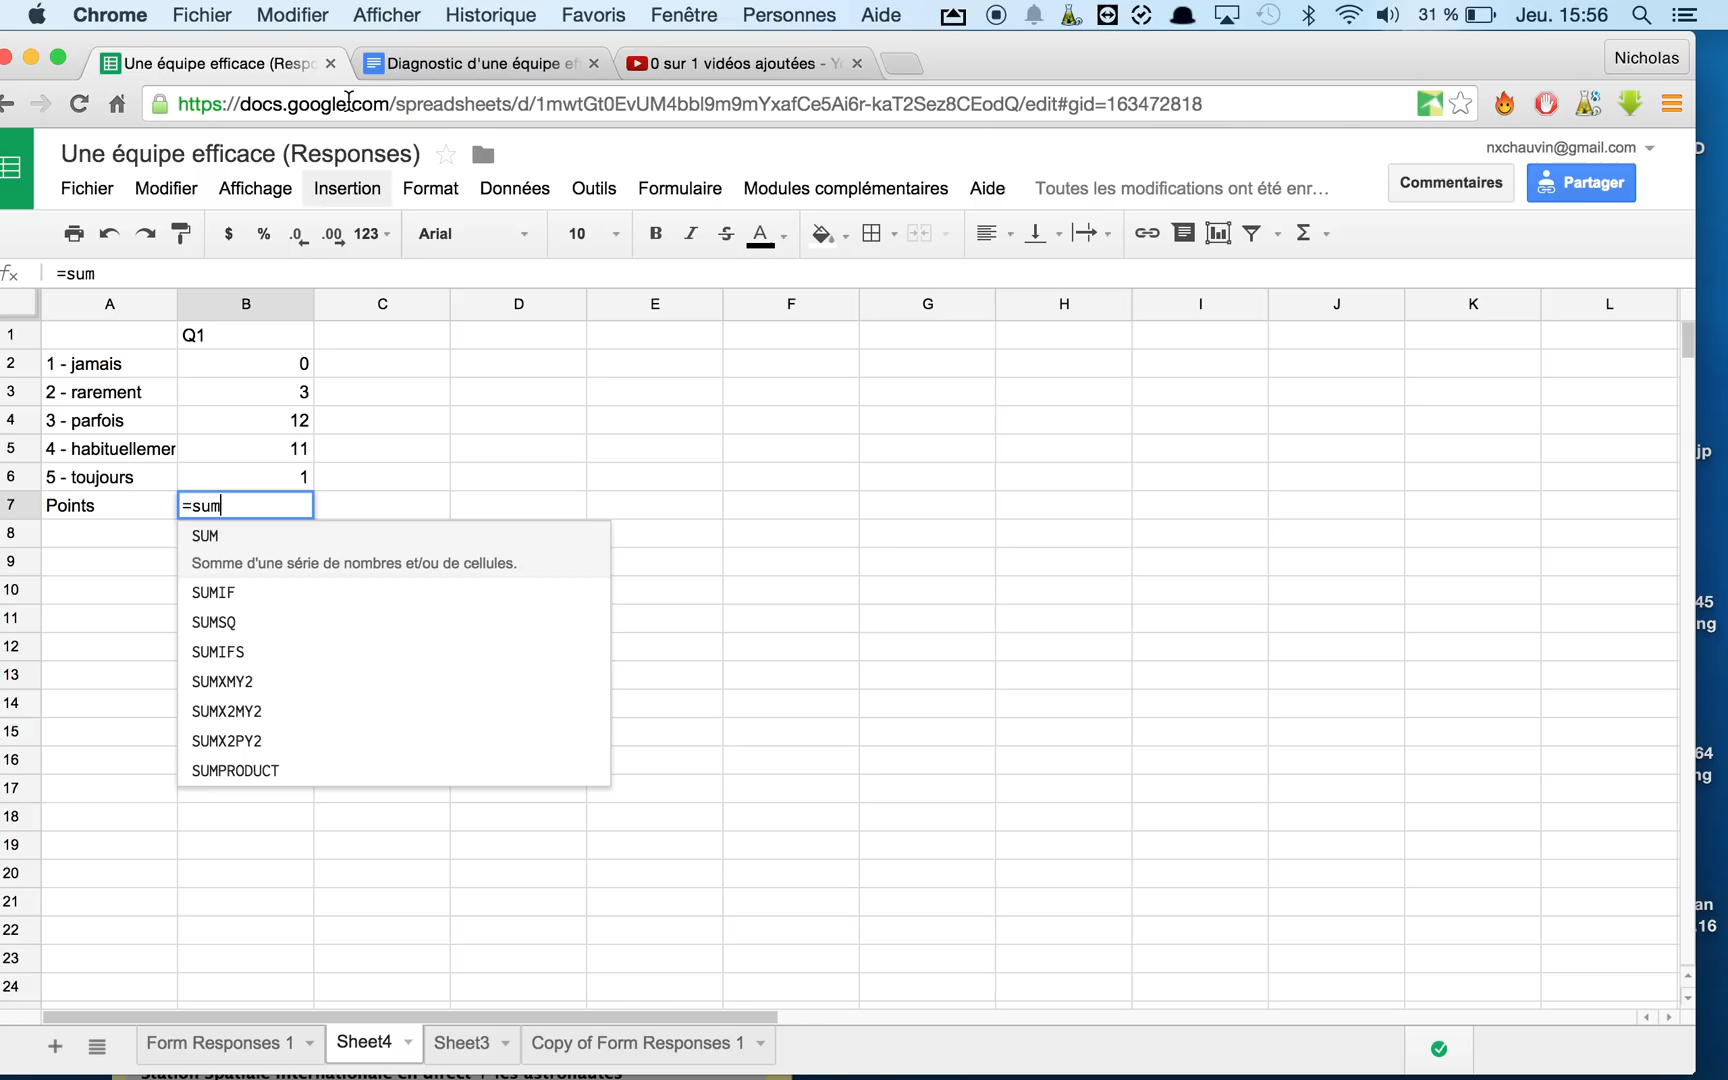 Chrome Fichier Modifier Afficher Historique Favoris Fenêtre Personnes Aide 31 % Jeu. 15:56
Une équipe efficace (Resp Diagnostic d'une équipe ef 0 sur 1 vidéos ajoutées - Nicholas
https://docs.google.com/spreadsheets/d/1mwtGt0EvUM4bbl9m9mYxafCe5Ai6r-kaT2Sez8CEodQ/edit#gid=163472818
Une équipe efficace (Responses) nxchauvin@gmail.com
Fichier Modifier Affichage Insertion Format Données Outils Formulaire Modules complémentaires Aide Toutes les modifications ont été enr… Commentaires Partager
$ % .0 .00 123 Arial 10 B I S A Σ
fx =sum
A B C D E F G H I J K L
1 Q1
2 1 - jamais 0
3 2 - rarement 3
4 3 - parfois 12
5 4 - habituellemer 11
6 5 - toujours 1
7 Points =sum
8 SUM
9 Somme d'une série de nombres et/ou de cellules.
10 SUMIF
11 SUMSQ
12 SUMIFS
13 SUMXMY2
14 SUMX2MY2
15
16 SUMX2PY2
17 SUMPRODUCT
18
19
20
21
22
23
24
jp
45
ng
64
ng
an
.16
Form Responses 1 Sheet4 Sheet3 Copy of Form Responses 1